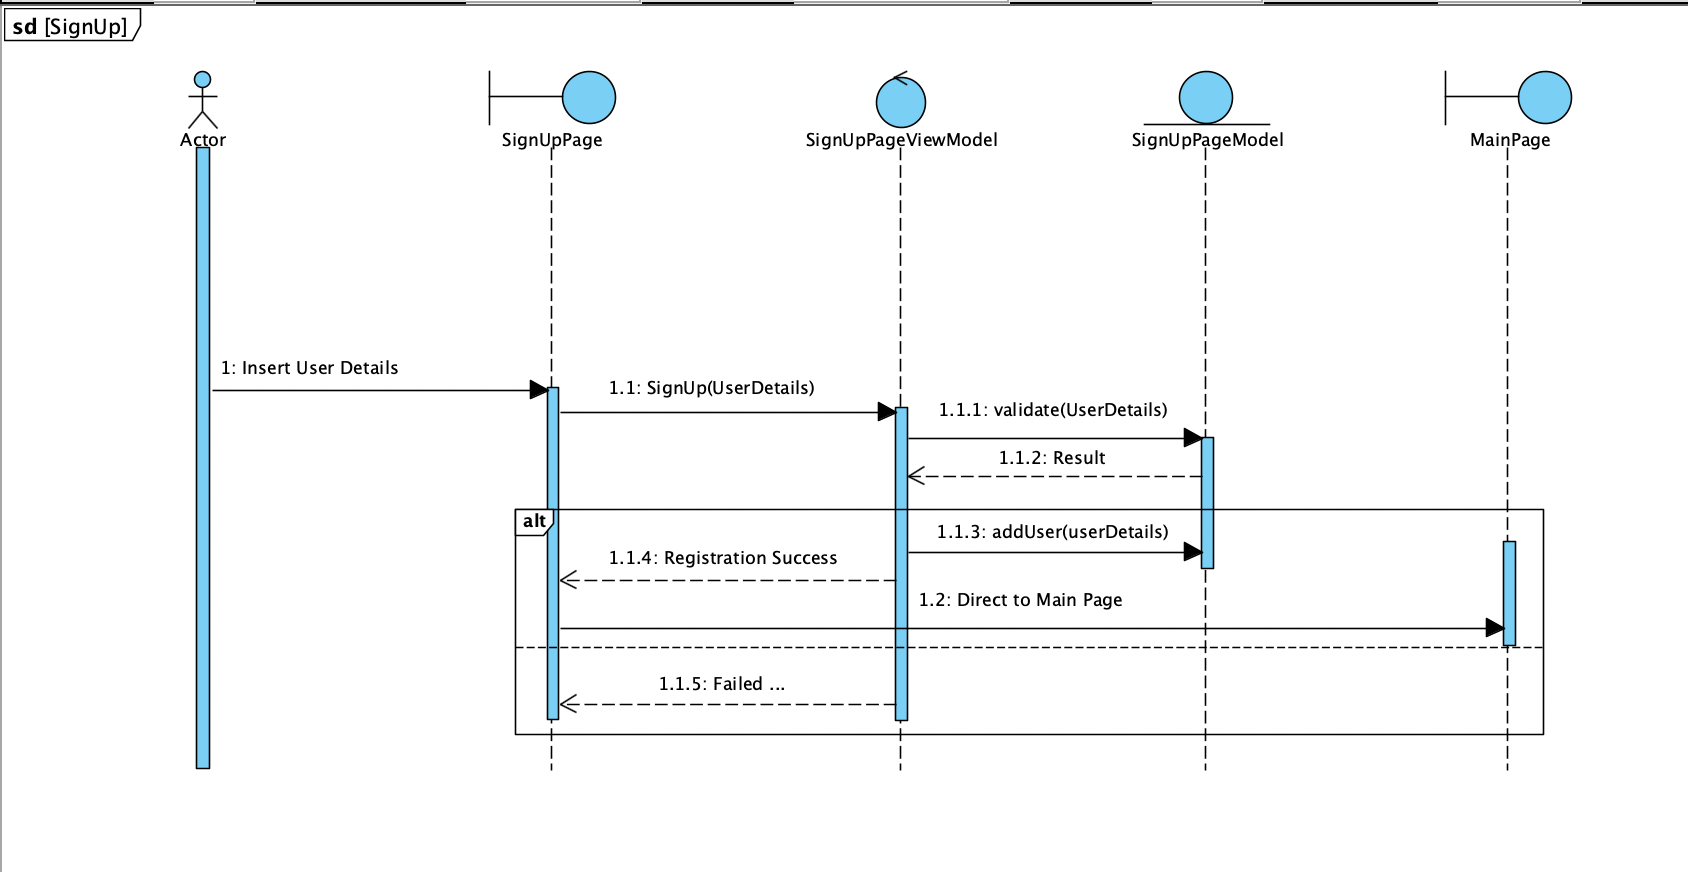 sd [SignUp]
Actor
SignUpPage
SignUpPageViewModel
SignUpPageModel
MainPage
1: Insert User Details
1.1: SignUp(UserDetails)
1.1.1: validate(UserDetails)
1.1.2: Result
alt
1.1.3: addUser(userDetails)
1.1.4: Registration Success
1.2: Direct to Main Page
1.1.5: Failed ...